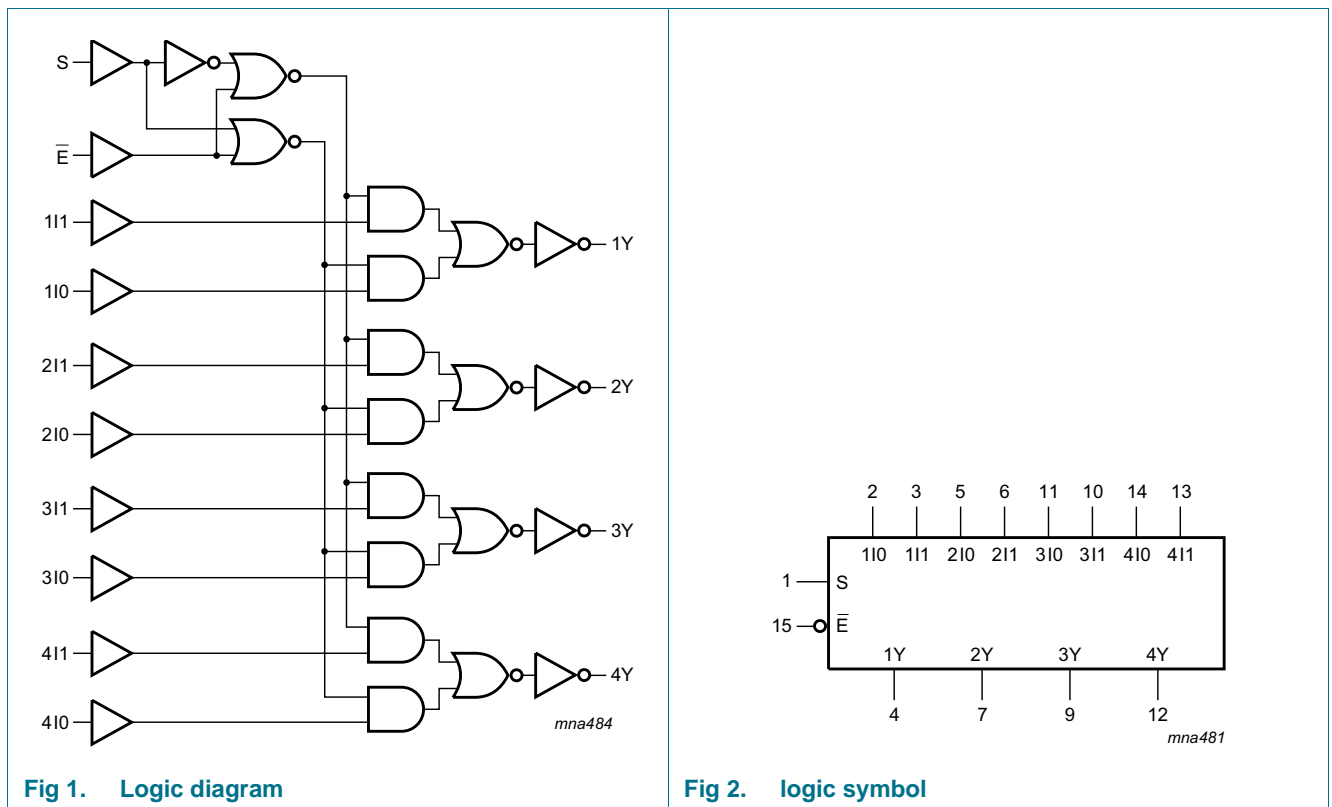 S
E
1I1
1I0
1Y
2I1
2I0
2Y
3I1
3I0
3Y
4I1
4I0
4Y
mna484
Fig 1. Logic diagram
2 3 5 6 11 10 14 13
1I0 1I1 2I0 2I1 3I0 3I1 4I0 4I1
1 S
15 E
1Y 2Y 3Y 4Y
4 7 9 12
mna481
Fig 2. logic symbol